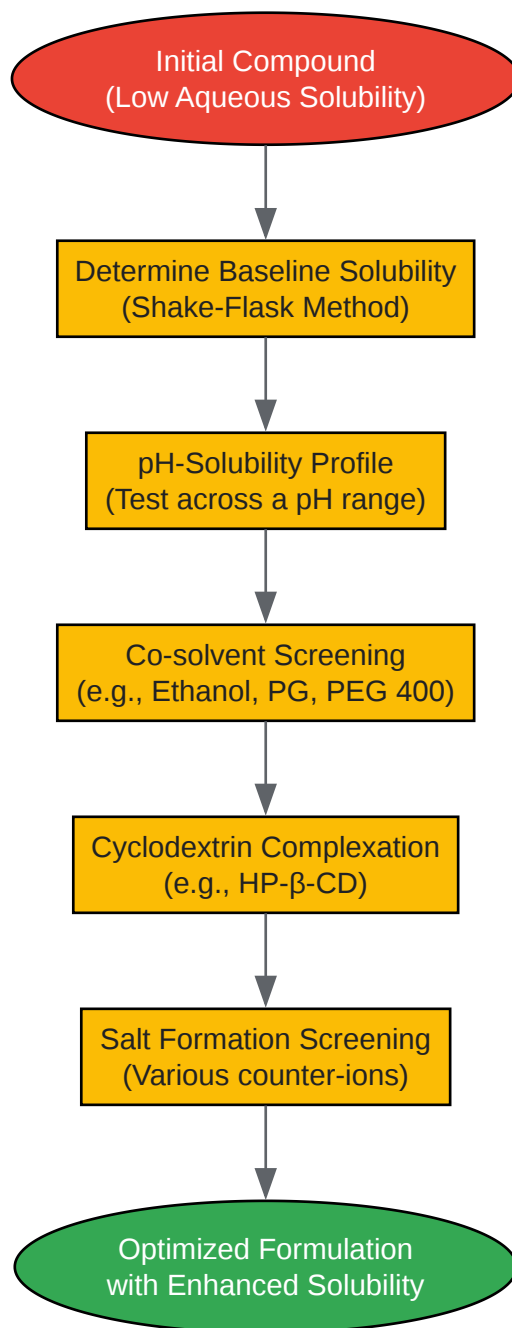 Initial Compound
(Low Aqueous Solubility)
Determine Baseline Solubility
(Shake-Flask Method)
pH-Solubility Profile
(Test across a pH range)
Co-solvent Screening
(e.g., Ethanol, PG, PEG 400)
Cyclodextrin Complexation
(e.g., HP-β-CD)
Salt Formation Screening
(Various counter-ions)
Optimized Formulation
with Enhanced Solubility